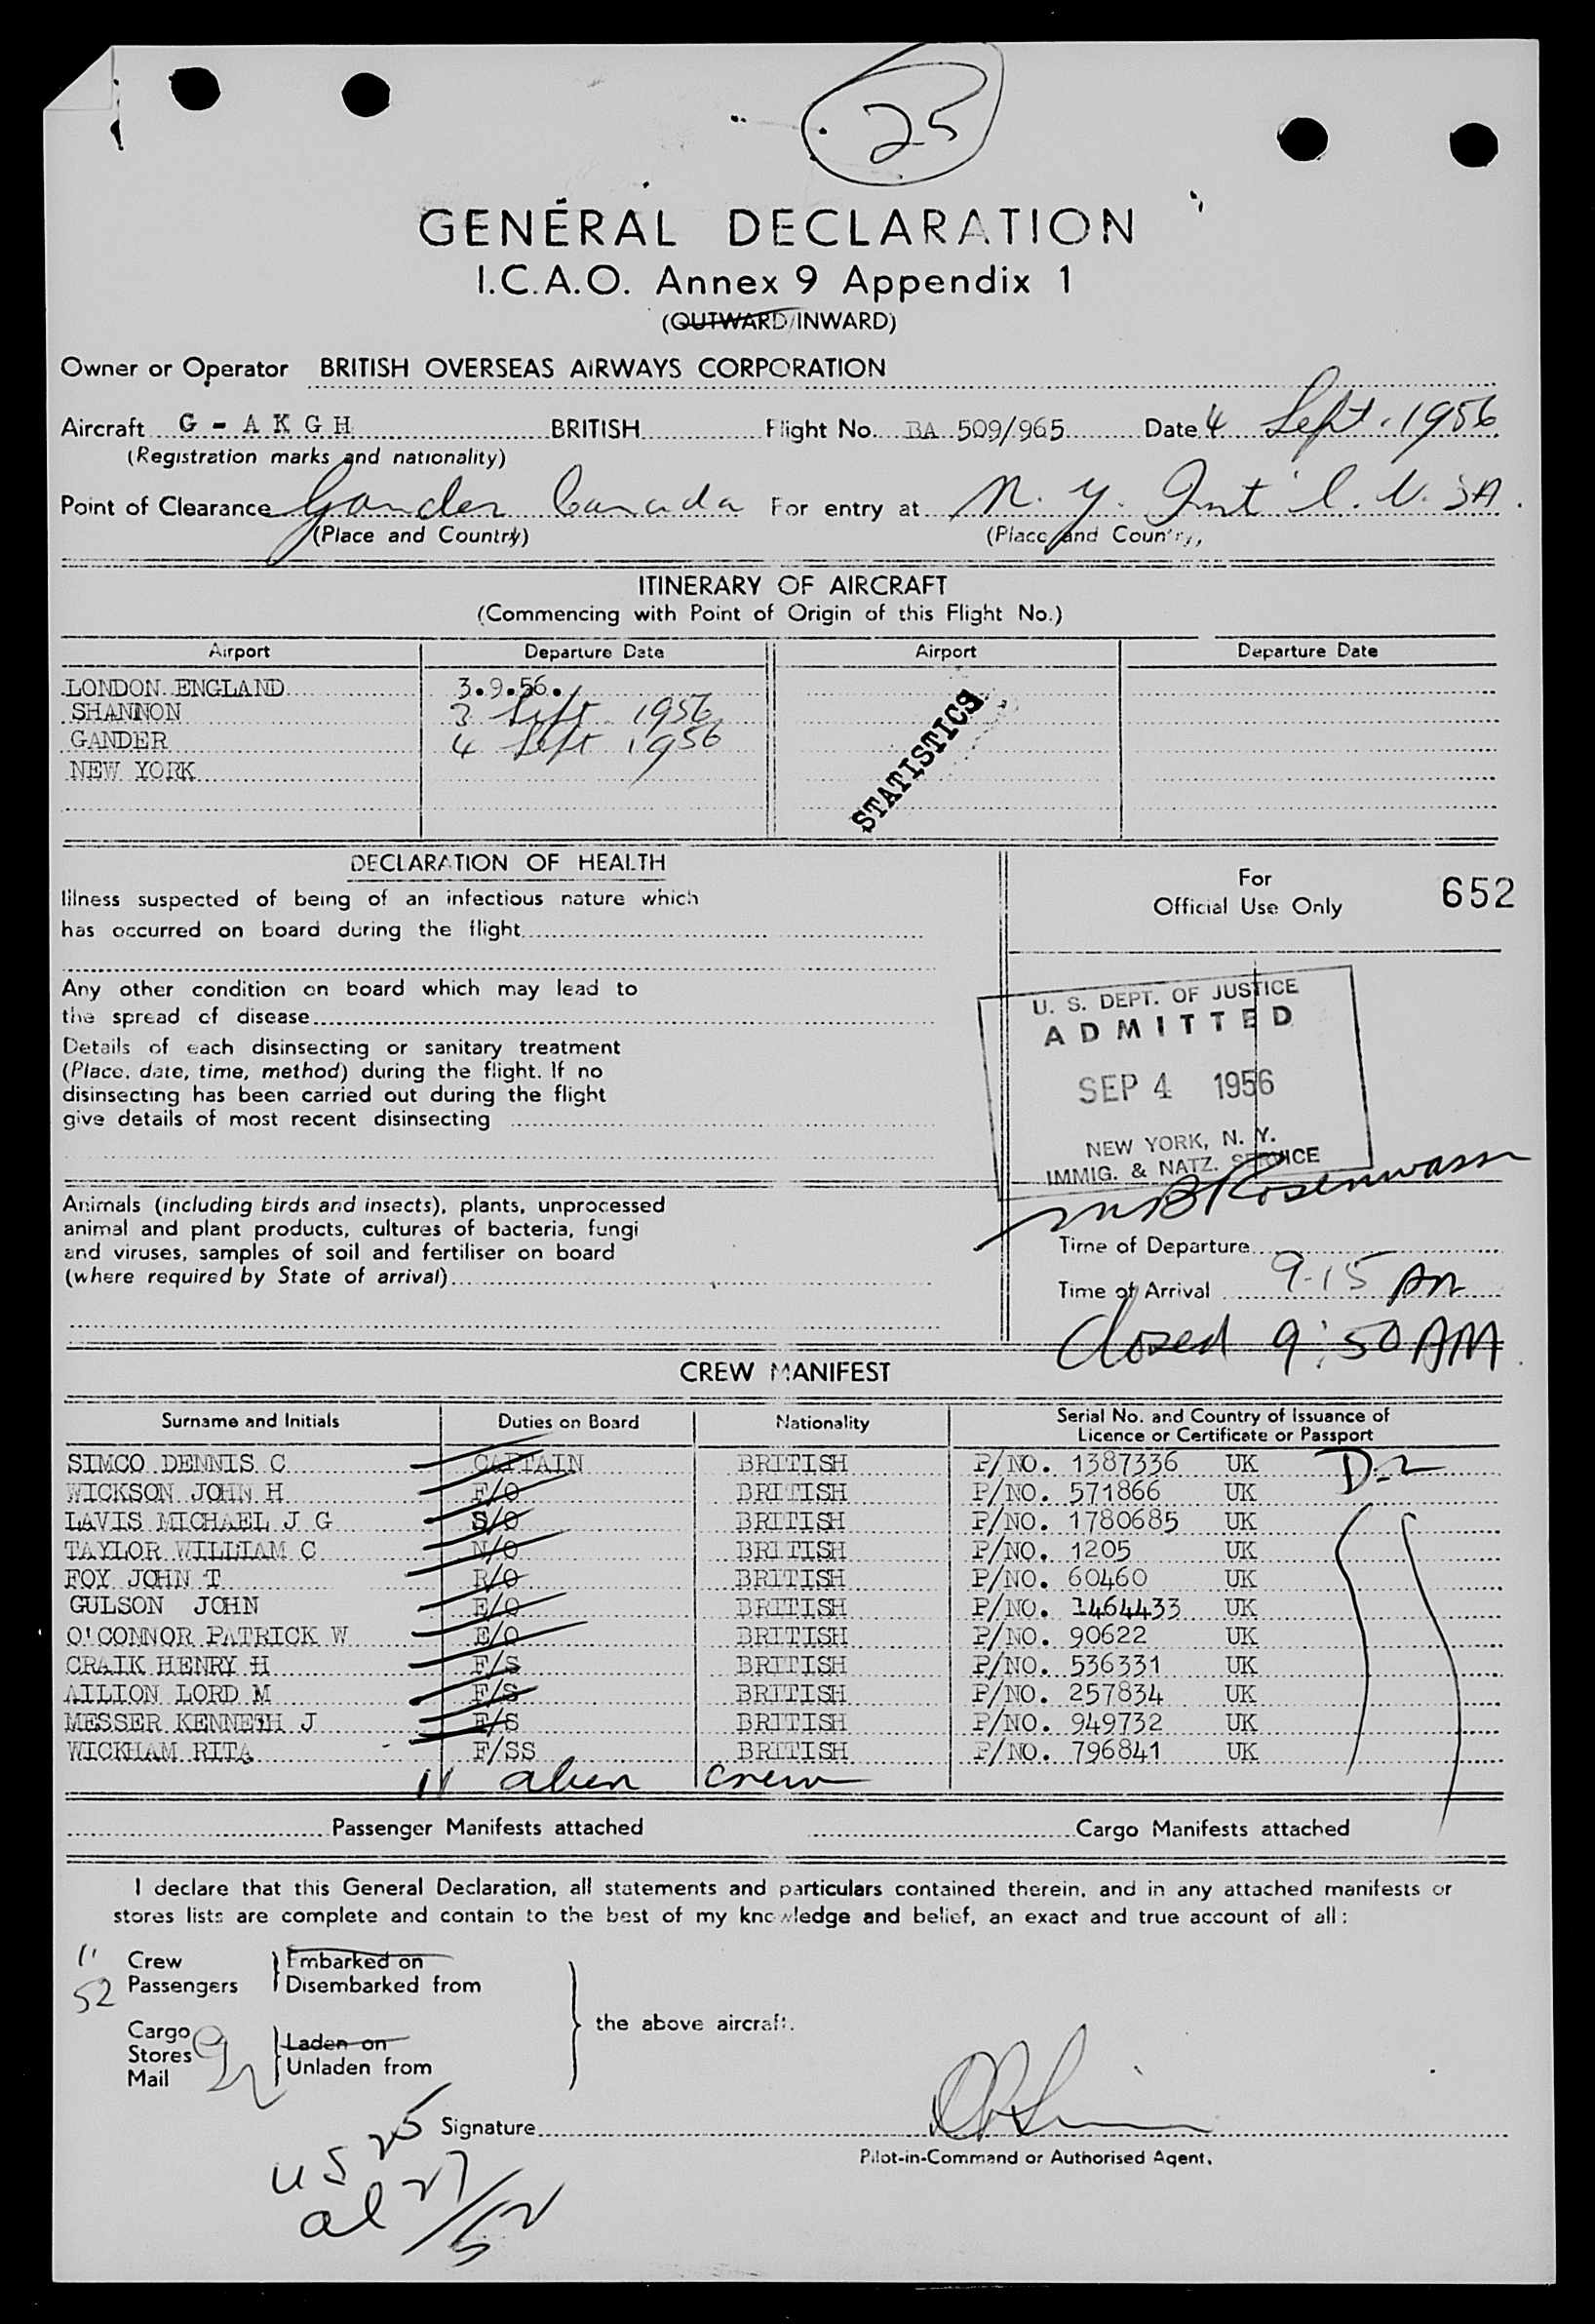 25
GENERAL DECLARATION
I.C.A.O. Annex 9 Appendix 1
(OUTWARD/INWARD)
Owner or Operator BRITISH OVERSEAS AIRWAYS CORPORATION
Aircraft G - A K G H BRITISH Flight No. BA 509/965 Date 4 Sept. 1956
(Registration marks and nationality)
Point of Clearance Gander Canada For entry at N. Y. Int'l. U. SA.
(Place and Country) (Place and Country)
ITINERARY OF AIRCRAFT
(Commencing with Point of Origin of this Flight No.)
Airport Departure Date Airport Departure Date
LONDON ENGLAND 3.9.56.
SHANNON 3 Sept 1956
GANDER 4 Sept 1956
NEW YORK
STATISTICS
DECLARATION OF HEALTH
Illness suspected of being of an infectious nature which
has occurred on board during the flight
Any other condition on board which may lead to
the spread of disease
Details of each disinsecting or sanitary treatment
(Place, date, time, method) during the flight. If no
disinsecting has been carried out during the flight
give details of most recent disinsecting
Animals (including birds and insects), plants, unprocessed
animal and plant products, cultures of bacteria, fungi
and viruses, samples of soil and fertiliser on board
(where required by State of arrival)
For
Official Use Only 652
U. S. DEPT. OF JUSTICE
ADMITTED
SEP 4 1956
NEW YORK, N. Y.
IMMIG. & NATZ. SERVICE
Time of Departure
Time of Arrival 9-15 Am
Closed 9:50 AM
CREW MANIFEST
Surname and Initials Duties on Board Nationality Serial No. and Country of Issuance of
Licence or Certificate or Passport
SIMCO DENNIS C CAPTAIN BRITISH P/NO. 1387336 UK D-2
WICKSON JOHN H F/O BRITISH P/NO. 571866 UK
LAVIS MICHAEL J G S/O BRITISH P/NO. 1780685 UK
TAYLOR WILLIAM C N/O BRITISH P/NO. 1205 UK
FOY JOHN T R/O BRITISH P/NO. 60460 UK
GULSON JOHN E/O BRITISH P/NO. 1464433 UK
O'CONNOR PATRICK W E/O BRITISH P/NO. 90622 UK
CRAIK HENRY H F/S BRITISH P/NO. 536331 UK
AILION LORD M F/S BRITISH P/NO. 257834 UK
MESSER KENNETH J F/S BRITISH P/NO. 949732 UK
WICKHAM RITA F/SS BRITISH P/NO. 796841 UK
11 alien crew
Passenger Manifests attached Cargo Manifests attached
I declare that this General Declaration, all statements and particulars contained therein, and in any attached manifests or
stores lists are complete and contain to the best of my knowledge and belief, an exact and true account of all:
11 Crew Embarked on
52 Passengers Disembarked from
the above aircraft.
Cargo
Stores Laden on
Mail Unladen from
Signature
Pilot-in-Command or Authorised Agent.
US 25
al 27
52